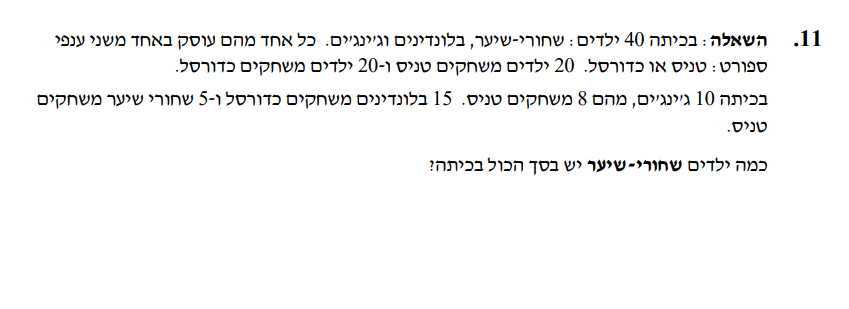 11. השאלה: בכיתה 40 ילדים: שחורי-שיער, בלונדינים וג'ינג'ים. כל אחד מהם עוסק באחד משני ענפי
ספורט: טניס או כדורסל. 20 ילדים משחקים טניס ו-20 ילדים משחקים כדורסל.
בכיתה 10 ג'ינג'ים, מהם 8 משחקים טניס. 15 בלונדינים משחקים כדורסל ו-5 שחורי שיער משחקים
טניס.
כמה ילדים שחורי-שיער יש בסך הכול בכיתה?